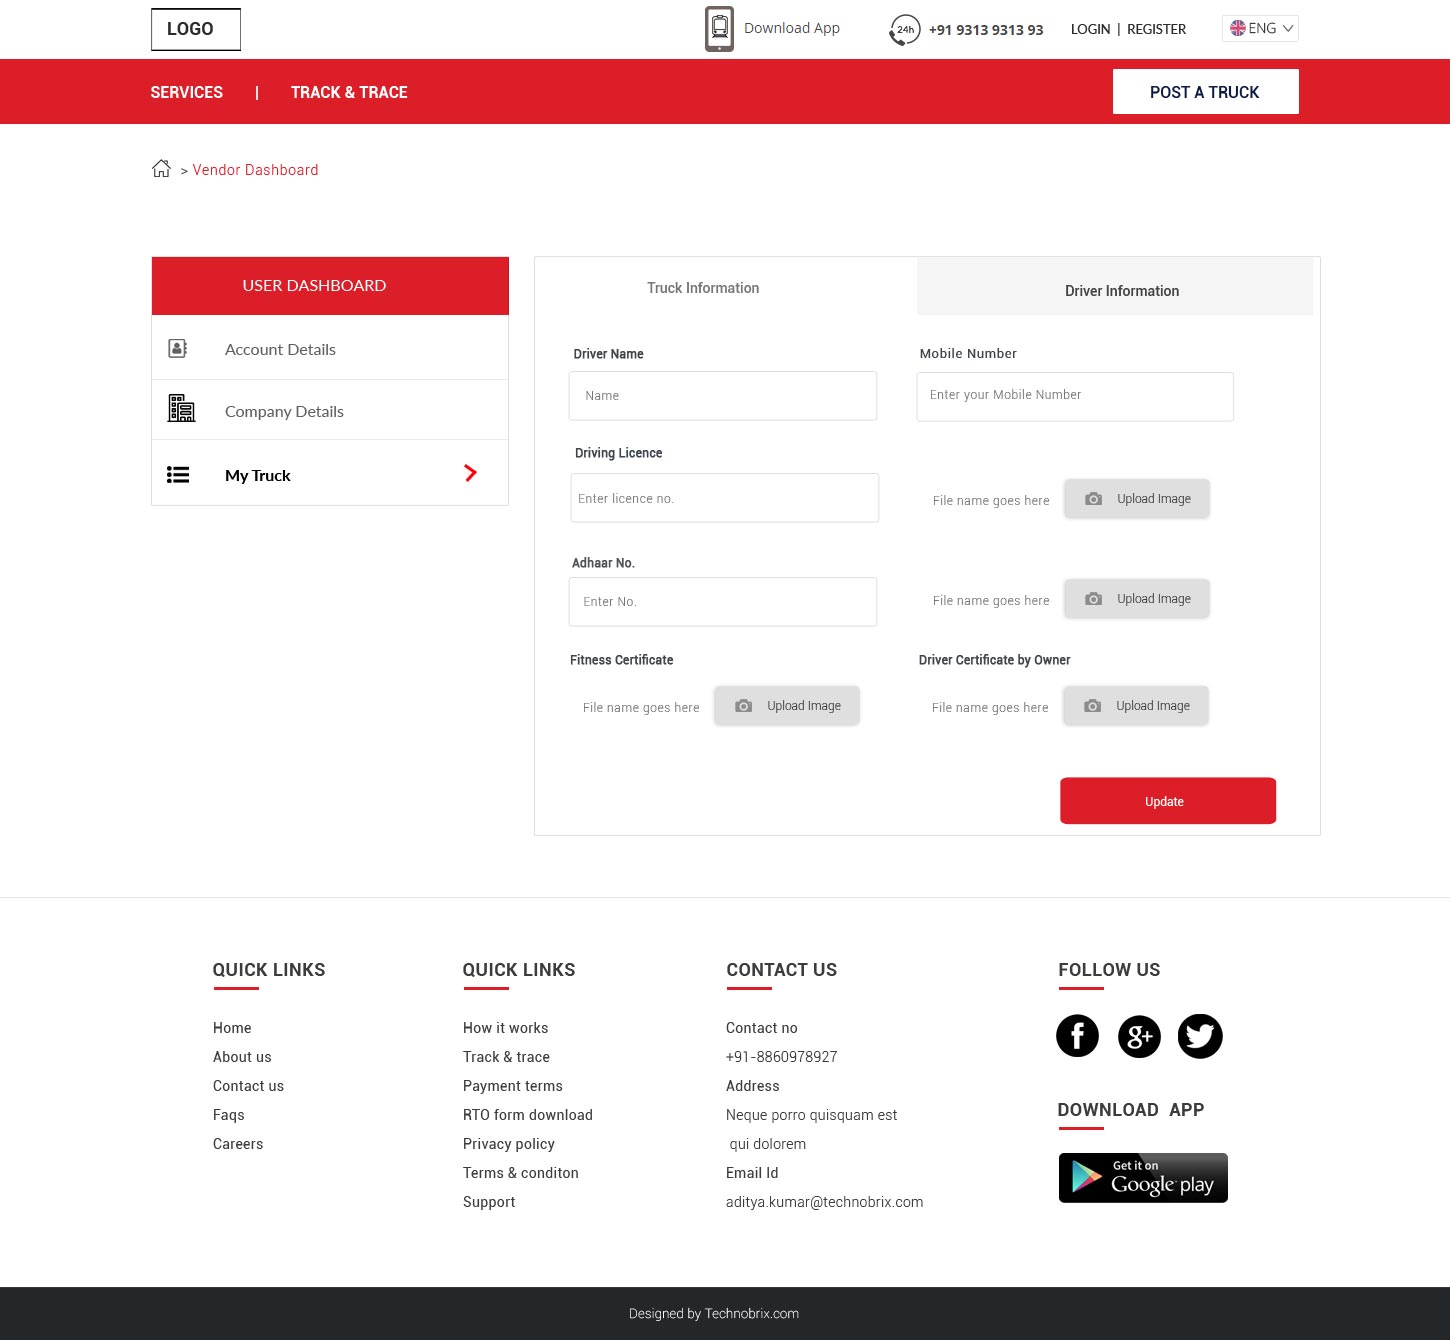 LOGO
Download App
24h
+91 9313 9313 93
LOGIN | REGISTER
ENG
SERVICES | TRACK & TRACE
POST A TRUCK
> Vendor Dashboard
USER DASHBOARD
Account Details
Company Details
My Truck
Truck Information
Driver Information
Driver Name
Mobile Number
Name
Enter your Mobile Number
Driving Licence
Enter licence no.
File name goes here
Upload Image
Adhaar No.
Enter No.
File name goes here
Upload Image
Fitness Certificate
Driver Certificate by Owner
File name goes here
Upload Image
File name goes here
Upload Image
Update
QUICK LINKS
Home
About us
Contact us
Faqs
Careers
QUICK LINKS
How it works
Track & trace
Payment terms
RTO form download
Privacy policy
Terms & conditon
Support
CONTACT US
Contact no
+91-8860978927
Address
Neque porro quisquam est
qui dolorem
Email Id
aditya.kumar@technobrix.com
FOLLOW US
f
g+
DOWNLOAD APP
Get it on
Google play
Designed by Technobrix.com